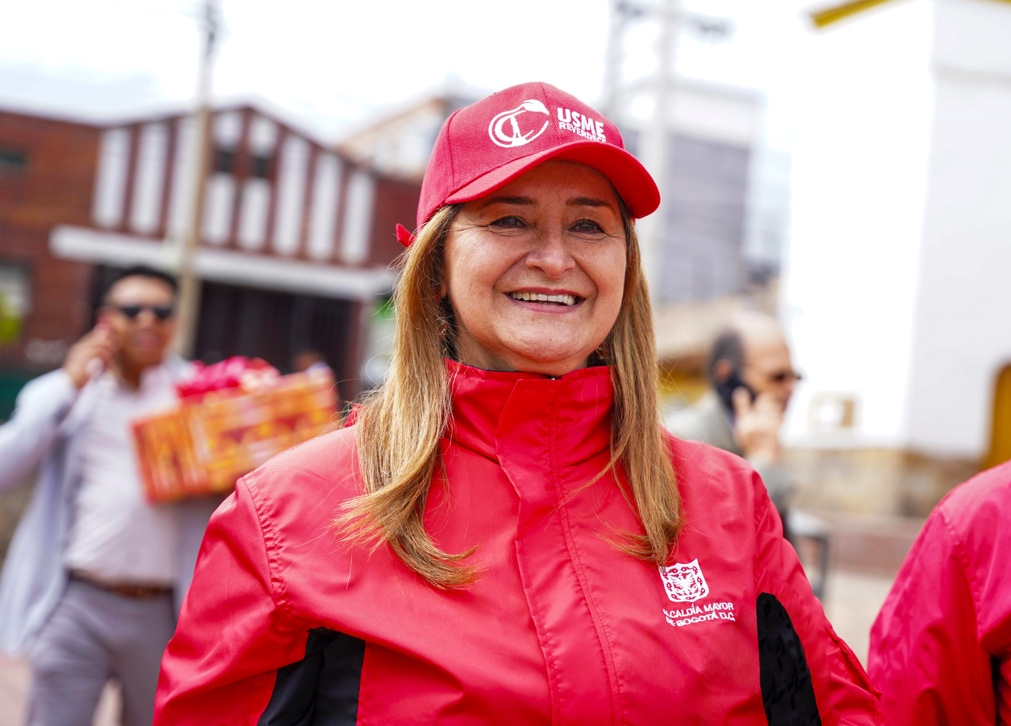 USME
REVERDECE
ALCALDÍA MAYOR
DE BOGOTÁ D.C.